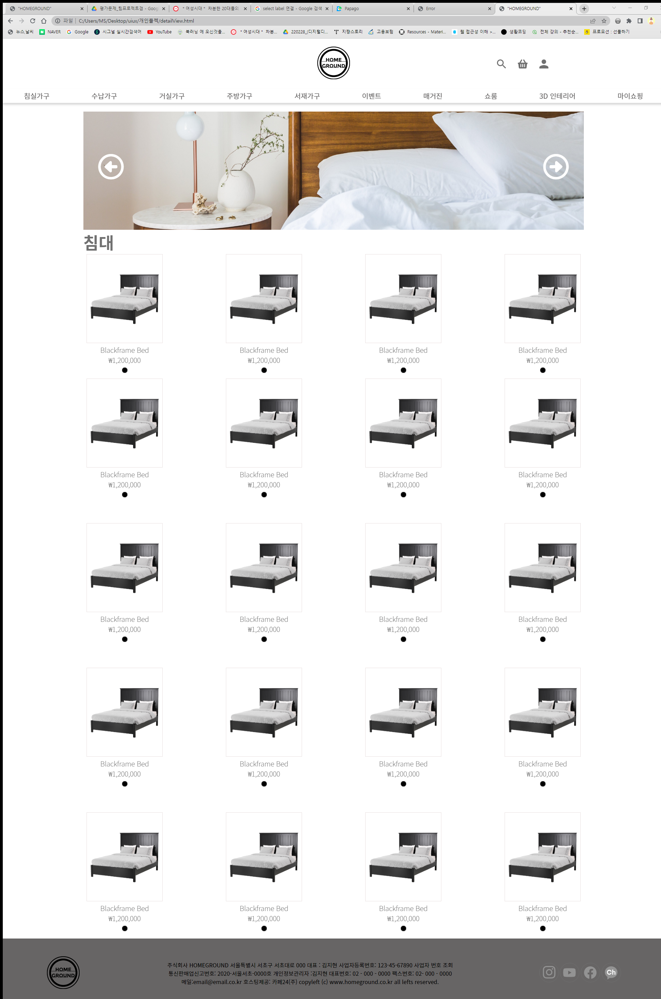 "HOMEGROUND"
평가문제_팀프로젝트겸 - Goog
* 여성시대 * 차분한 20대들의
select label 연결 - Google 검색
Papago
Error
"HOMEGROUND"
파일 | C:/Users/MS/Desktop/uiux/개인플젝/detailView.html
뉴스,날씨 NAVER Google 시그널 실시간검색어 YouTube 북러닝 에 오신것을... * 여성시대 * 차분... 220228_(디지털디... 지짱스토리 고용보험 Resources - Materi... 웹 접근성 이해 >... 생활코딩 전체 강의 - 추천순... 프로모션 : 선물하기
HOME
GROUND
침실가구 수납가구 거실가구 주방가구 서재가구 이벤트 매거진 쇼룸 3D 인테리어 마이쇼핑
침대
Blackframe Bed Blackframe Bed Blackframe Bed Blackframe Bed
₩1,200,000 ₩1,200,000 ₩1,200,000 ₩1,200,000
Blackframe Bed Blackframe Bed Blackframe Bed Blackframe Bed
₩1,200,000 ₩1,200,000 ₩1,200,000 ₩1,200,000
Blackframe Bed Blackframe Bed Blackframe Bed Blackframe Bed
₩1,200,000 ₩1,200,000 ₩1,200,000 ₩1,200,000
Blackframe Bed Blackframe Bed Blackframe Bed Blackframe Bed
₩1,200,000 ₩1,200,000 ₩1,200,000 ₩1,200,000
Blackframe Bed Blackframe Bed Blackframe Bed Blackframe Bed
₩1,200,000 ₩1,200,000 ₩1,200,000 ₩1,200,000
HOME
GROUND
주식회사 HOMEGROUND 서울특별시 서초구 서초대로 000 대표 : 김지현 사업자등록번호: 123-45-67890 사업자 번호 조회
통신판매업신고번호: 2020-서울서초-0000호 개인정보관리자 :김지현 대표번호: 02 - 000 - 0000 팩스번호: 02- 000 - 0000
메일:email@email.co.kr 호스팅제공: 카페24(주) copyleft (c) www.homeground.co.kr all lefts reserved.
Ch